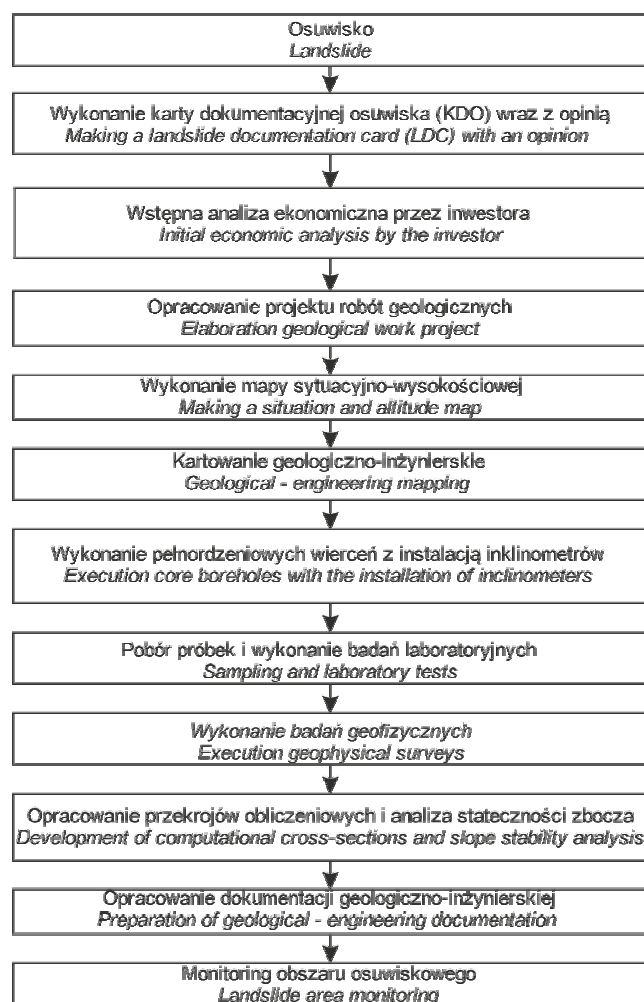 Osuwisko
Landslide
Wykonanie karty dokumentacyjnej osuwiska (KDO) wraz z opinią
Making a landslide documentation card (LDC) with an opinion
Wstępna analiza ekonomiczna przez inwestora
Initial economic analysis by the investor
Opracowanie projektu robót geologicznych
Elaboration geological work project
Wykonanie mapy sytuacyjno-wysokościowej
Making a situation and altitude map
Kartowanie geologiczno-inżynierskie
Geological - engineering mapping
Wykonanie pełnordzeniowych wierceń z instalacją inklinometrów
Execution core boreholes with the installation of inclinometers
Pobór próbek i wykonanie badań laboratoryjnych
Sampling and laboratory tests
Wykonanie badań geofizycznych
Execution geophysical surveys
Opracowanie przekrojów obliczeniowych i analiza stateczności zbocza
Development of computational cross-sections and slope stability analysis
Opracowanie dokumentacji geologiczno-inżynierskiej
Preparation of geological - engineering documentation
Monitoring obszaru osuwiskowego
Landslide area monitoring